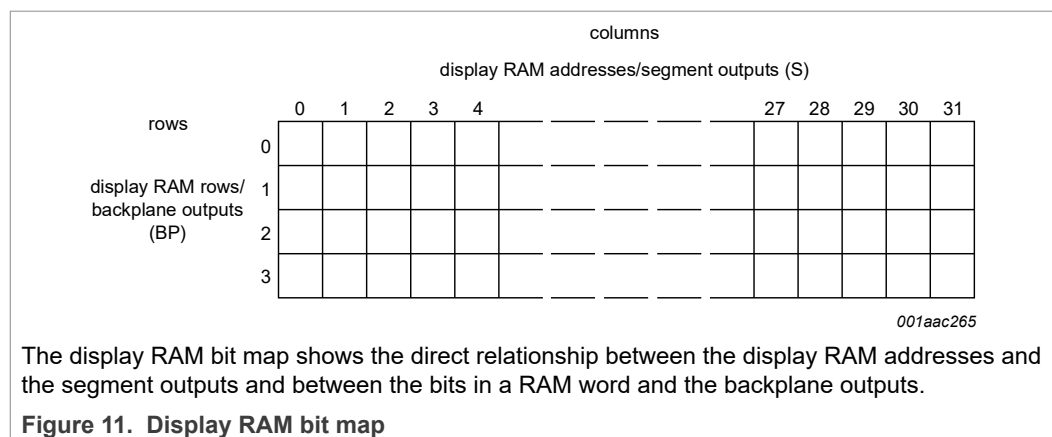 columns
display RAM addresses/segment outputs (S)
0 1 2 3 4 27 28 29 30 31
rows
0
display RAM rows/ 1
backplane outputs
(BP) 2
3
001aac265
The display RAM bit map shows the direct relationship between the display RAM addresses and
the segment outputs and between the bits in a RAM word and the backplane outputs.
Figure 11. Display RAM bit map